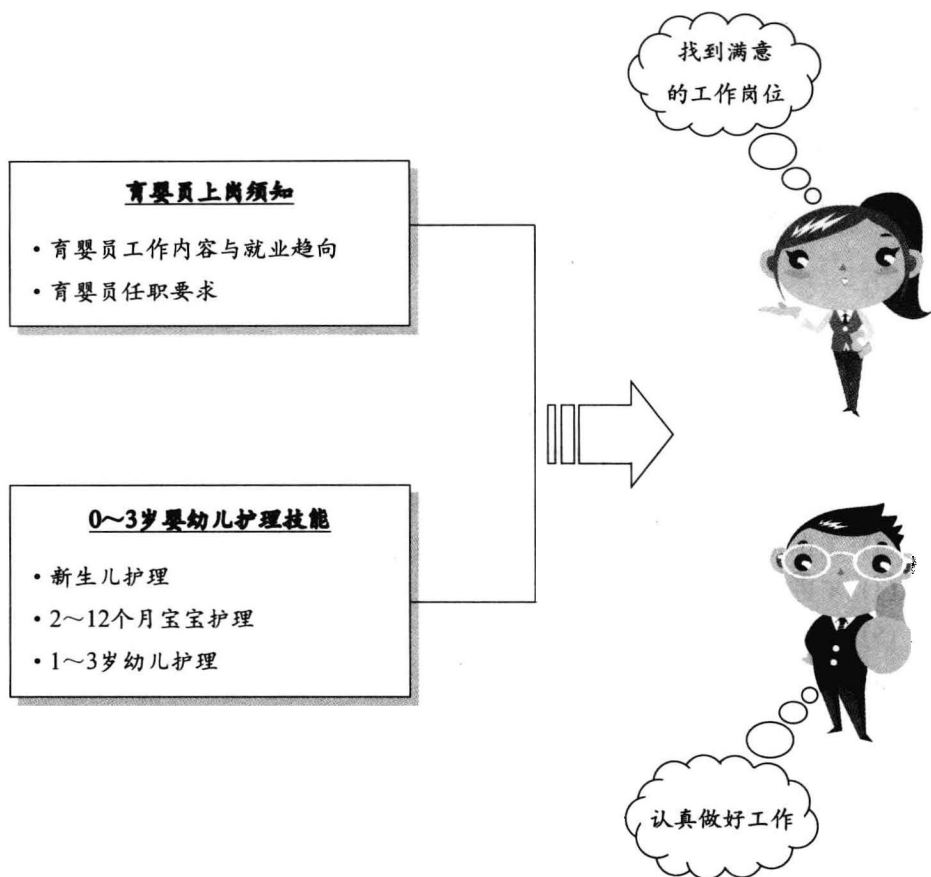 找到满意
的工作岗位
育婴员上岗须知
·育婴员工作内容与就业趋向
·育婴员任职要求
0～3岁婴幼儿护理技能
·新生儿护理
·2～12个月宝宝护理
·1～3岁幼儿护理
认真做好工作